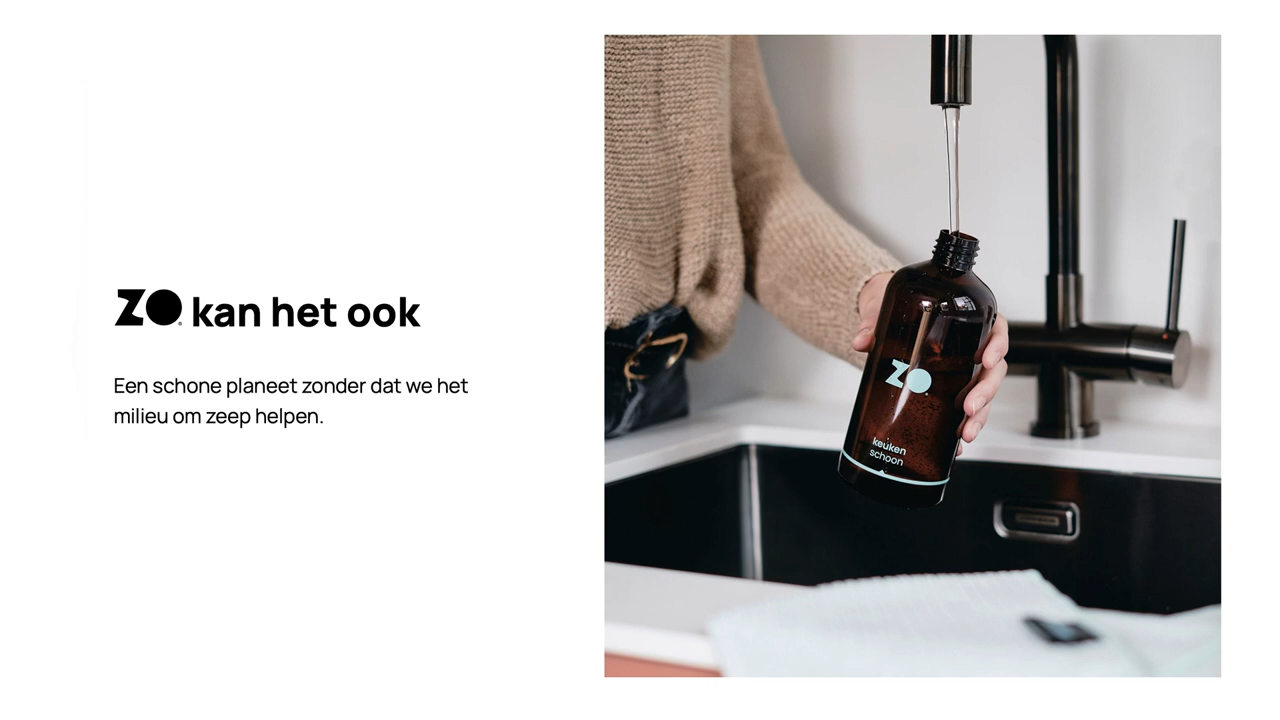 ZO kan het ook
Een schone planeet zonder dat we het
milieu om zeep helpen.
ZO
keuken
schoon